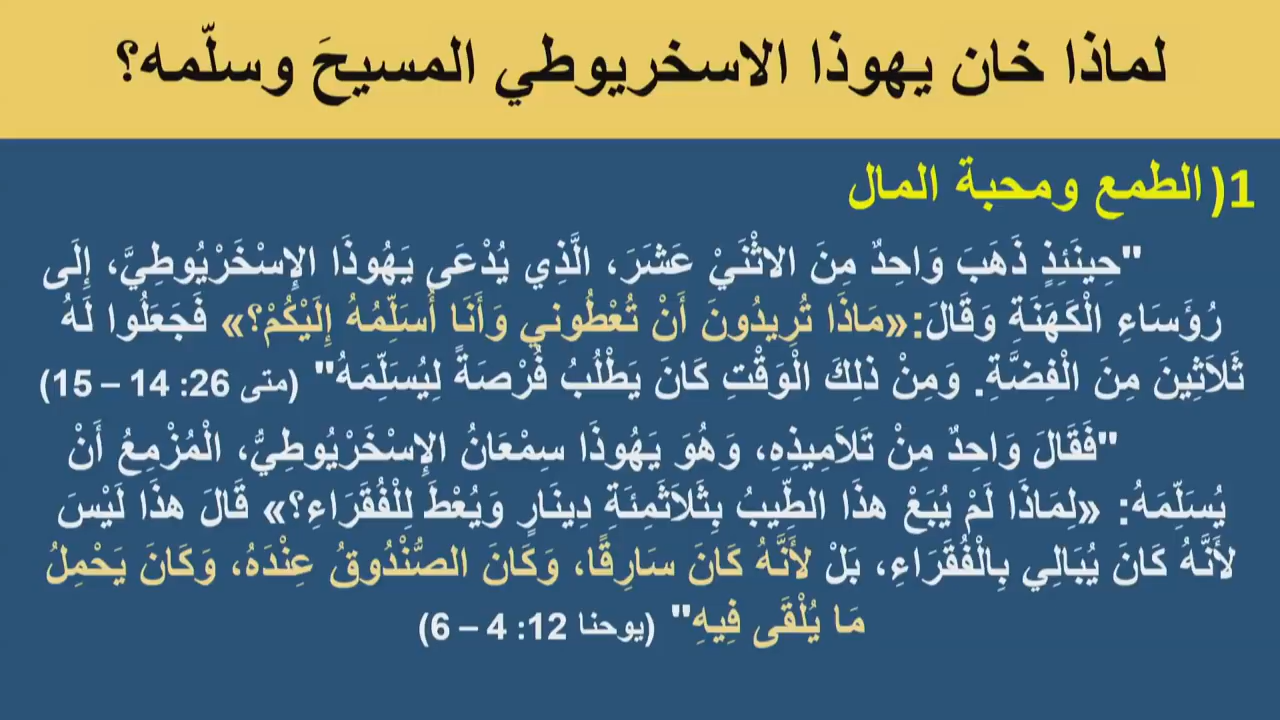 لماذا خان يهوذا الاسخريوطي المسيحَ وسلّمه؟
1( الطمع ومحبة المال
"حِينَئِذٍ ذَهَبَ وَاحِدٌ مِنَ الاثْنَيْ عَشَرَ، الَّذِي يُدْعَى يَهُوذَا الإِسْخَرْيُوطِيَّ، إِلَى
رُؤَسَاءِ الْكَهَنَةِ وَقَالَ:«مَاذَا تُرِيدُونَ أَنْ تُعْطُوني وَأَنَا أُسَلِّمُهُ إِلَيْكُمْ؟» فَجَعَلُوا لَهُ
ثَلاَثِينَ مِنَ الْفِضَّةِ. وَمِنْ ذلِكَ الْوَقْتِ كَانَ يَطْلُبُ فُرْصَةً لِيُسَلِّمَهُ" (متى 26: 14 – 15)
"فَقَالَ وَاحِدٌ مِنْ تَلاَمِيذِهِ، وَهُوَ يَهُوذَا سِمْعَانُ الإِسْخَرْيُوطِيُّ، الْمُزْمِعُ أَنْ
يُسَلِّمَهُ: «لِمَاذَا لَمْ يُبَعْ هذَا الطِّيبُ بِثَلاَثَمِئَةِ دِينَارٍ وَيُعْطَ لِلْفُقَرَاءِ؟» قَالَ هذَا لَيْسَ
لأَنَّهُ كَانَ يُبَالِي بِالْفُقَرَاءِ، بَلْ لأَنَّهُ كَانَ سَارِقًا، وَكَانَ الصُّنْدُوقُ عِنْدَهُ، وَكَانَ يَحْمِلُ
مَا يُلْقَى فِيهِ" (يوحنا 12: 4 – 6)